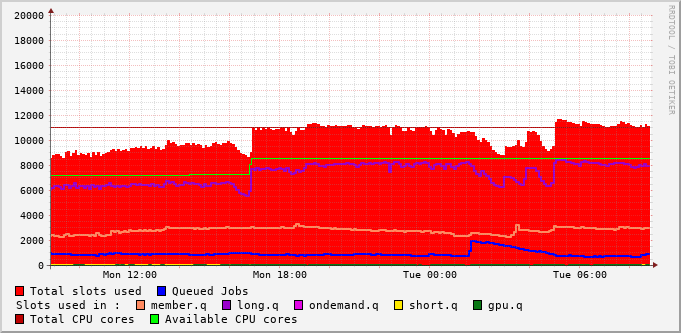 20000
18000
16000
14000
12000
10000
8000
6000
4000
2000
0
Mon 12:00 Mon 18:00 Tue 00:00 Tue 06:00
RRDTOOL / TOBI OETIKER
Total slots used Queued Jobs
Slots used in : member.q long.q ondemand.q short.q gpu.q
Total CPU cores Available CPU cores